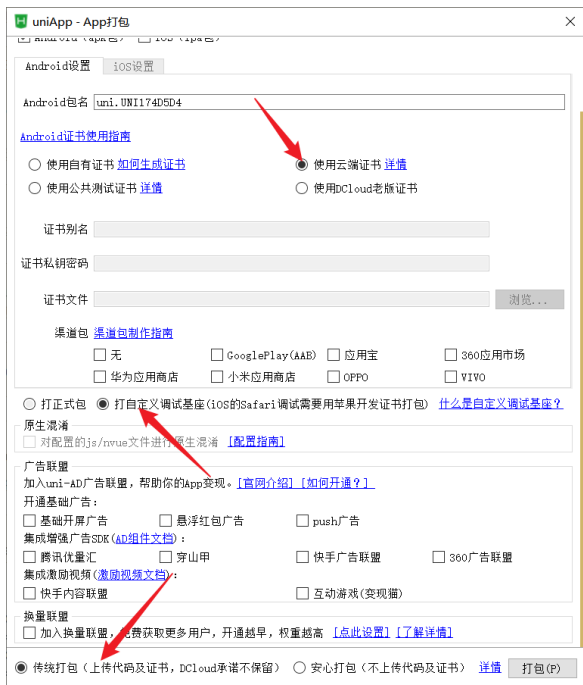 uniApp - App打包
Android (apk包) iOS (ipa包)
Android设置 iOS设置
Android包名 uni.UNI174D5D4
Android证书使用指南
使用自有证书 如何生成证书 使用云端证书 详情
使用公共测试证书 详情 使用DCloud老版证书
证书别名
证书私钥密码
证书文件 浏览...
渠道包 渠道包制作指南
无 GooglePlay(AAB) 应用宝 360应用市场
华为应用商店 小米应用商店 OPPO VIVO
打正式包 打自定义调试基座(iOS的Safari调试需要用苹果开发证书打包) 什么是自定义调试基座？
原生混淆
对配置的js/nvue文件进行原生混淆 [配置指南]
广告联盟
加入uni-AD广告联盟，帮助你的App变现。[官网介绍] [如何开通？]
开通基础广告：
基础开屏广告 悬浮红包广告 push广告
集成增强广告SDK(AD组件文档)：
腾讯优量汇 穿山甲 快手广告联盟 360广告联盟
集成激励视频(激励视频文档)：
快手内容联盟 互动游戏(变现猫)
换量联盟
加入换量联盟，免费获取更多用户，开通越早，权重越高 [点此设置] [了解详情]
传统打包（上传代码及证书，DCloud承诺不保留） 安心打包（不上传代码及证书） 详情 打包(P)